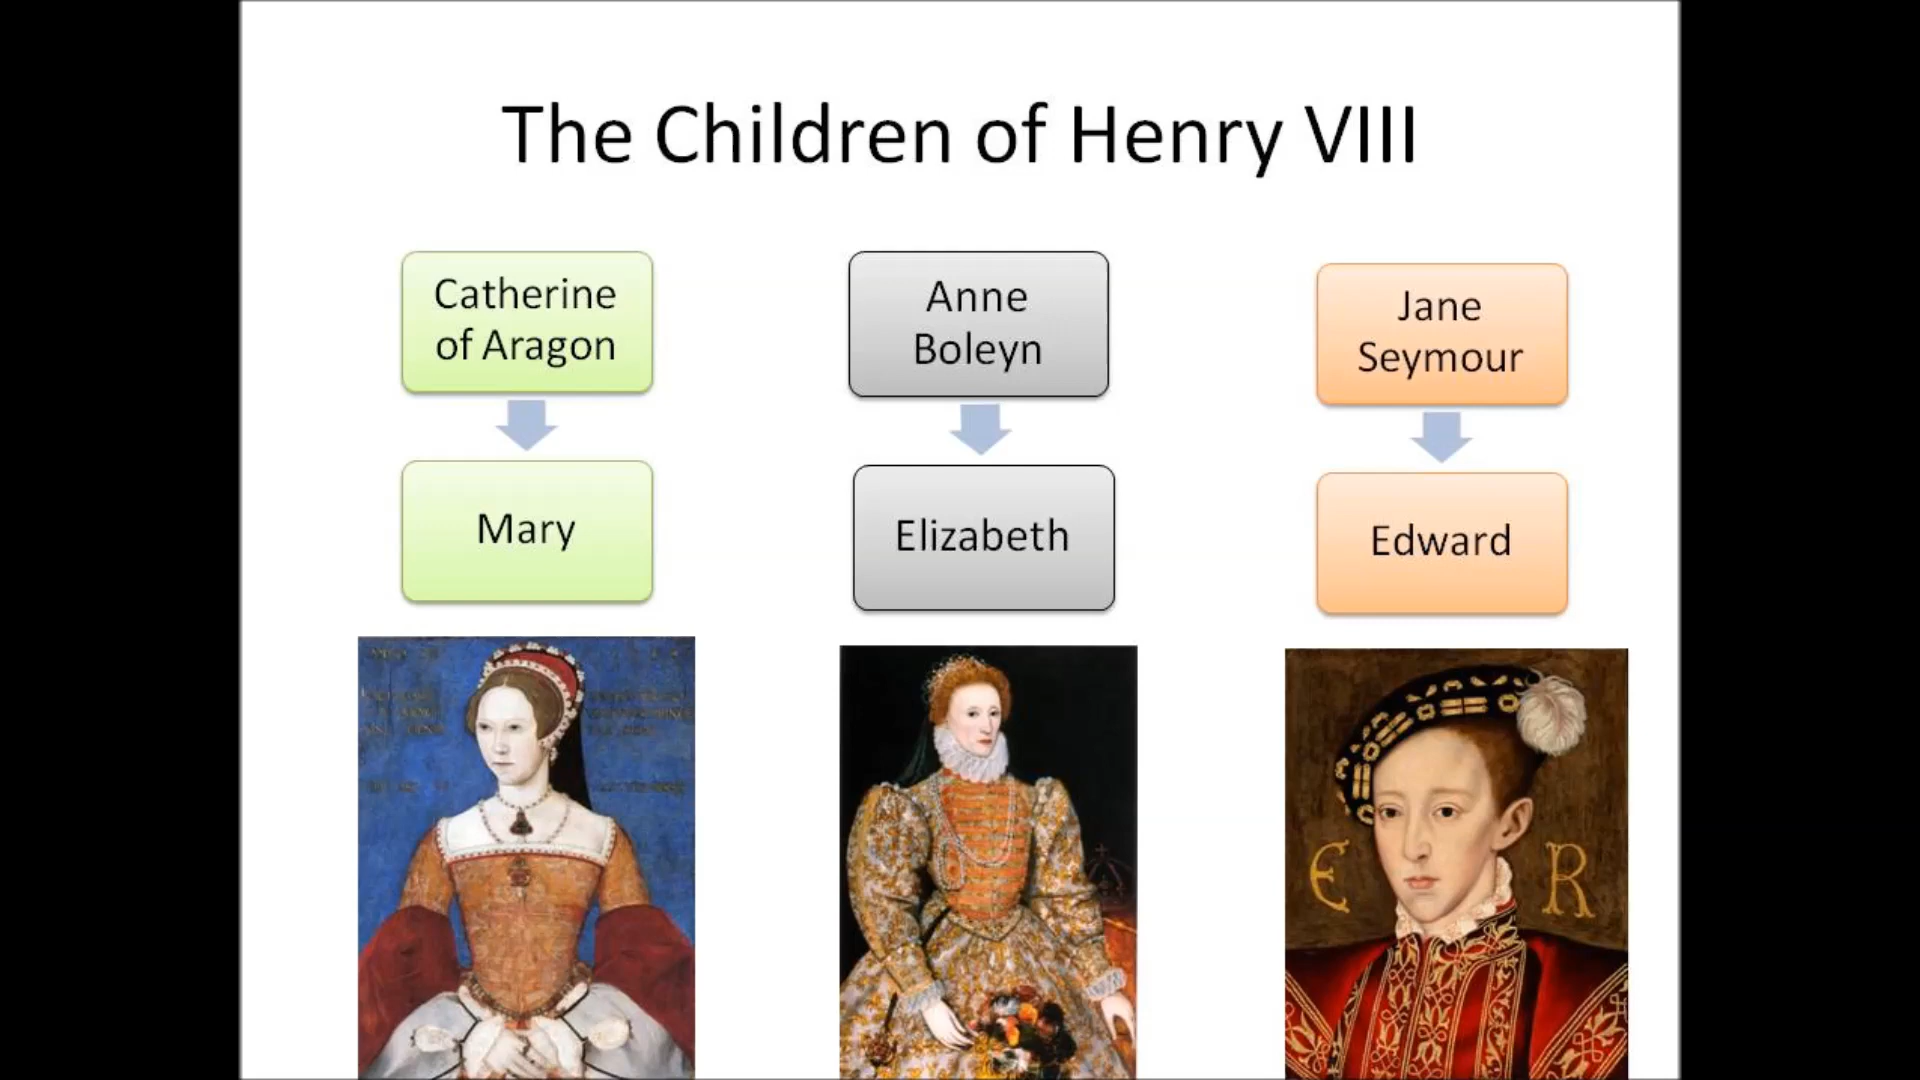 The Children of Henry VIII
Catherine
of Aragon
Anne
Boleyn
Jane
Seymour
Mary
Elizabeth
Edward
E R